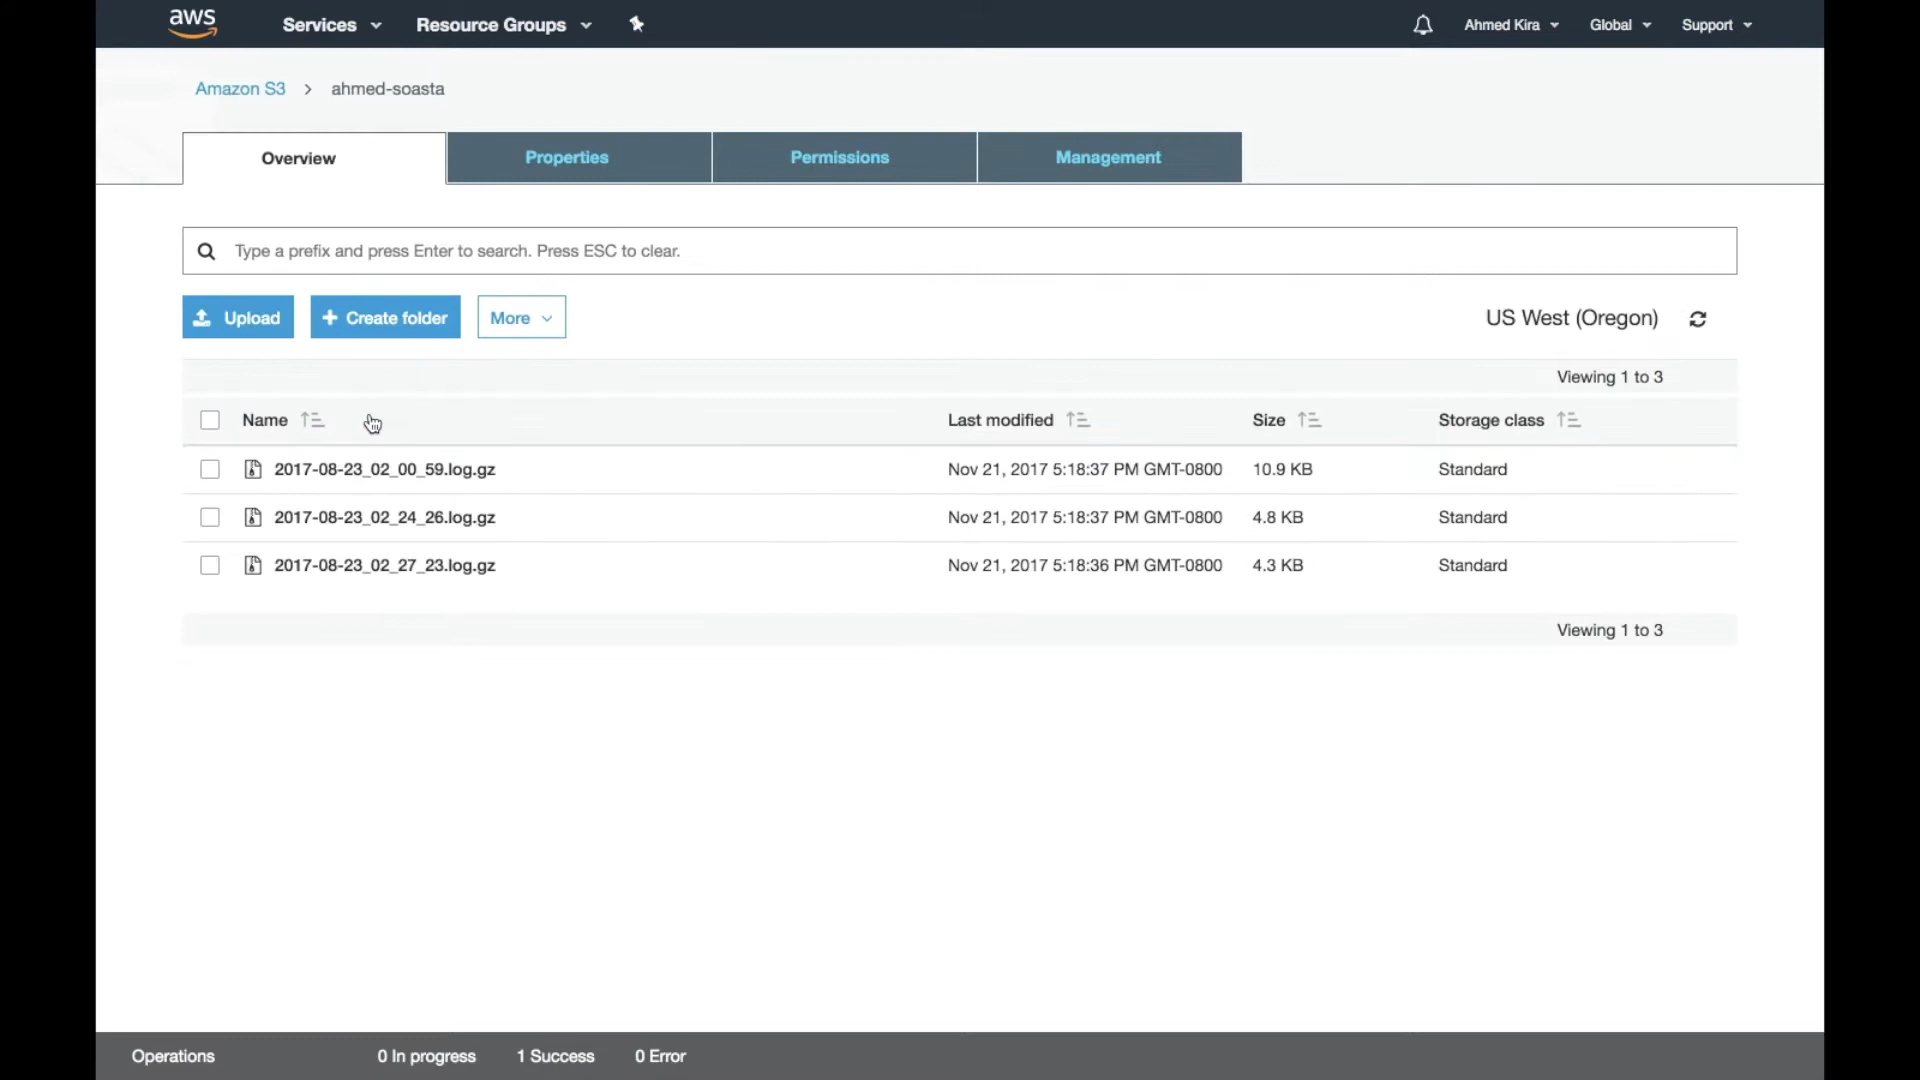 aws Services Resource Groups Ahmed Kira Global Support
Amazon S3 > ahmed-soasta
Overview Properties Permissions Management
Type a prefix and press Enter to search. Press ESC to clear.
Upload + Create folder More US West (Oregon)
Viewing 1 to 3
Name Last modified Size Storage class
2017-08-23_02_00_59.log.gz Nov 21, 2017 5:18:37 PM GMT-0800 10.9 KB Standard
2017-08-23_02_24_26.log.gz Nov 21, 2017 5:18:37 PM GMT-0800 4.8 KB Standard
2017-08-23_02_27_23.log.gz Nov 21, 2017 5:18:36 PM GMT-0800 4.3 KB Standard
Viewing 1 to 3
Operations 0 In progress 1 Success 0 Error